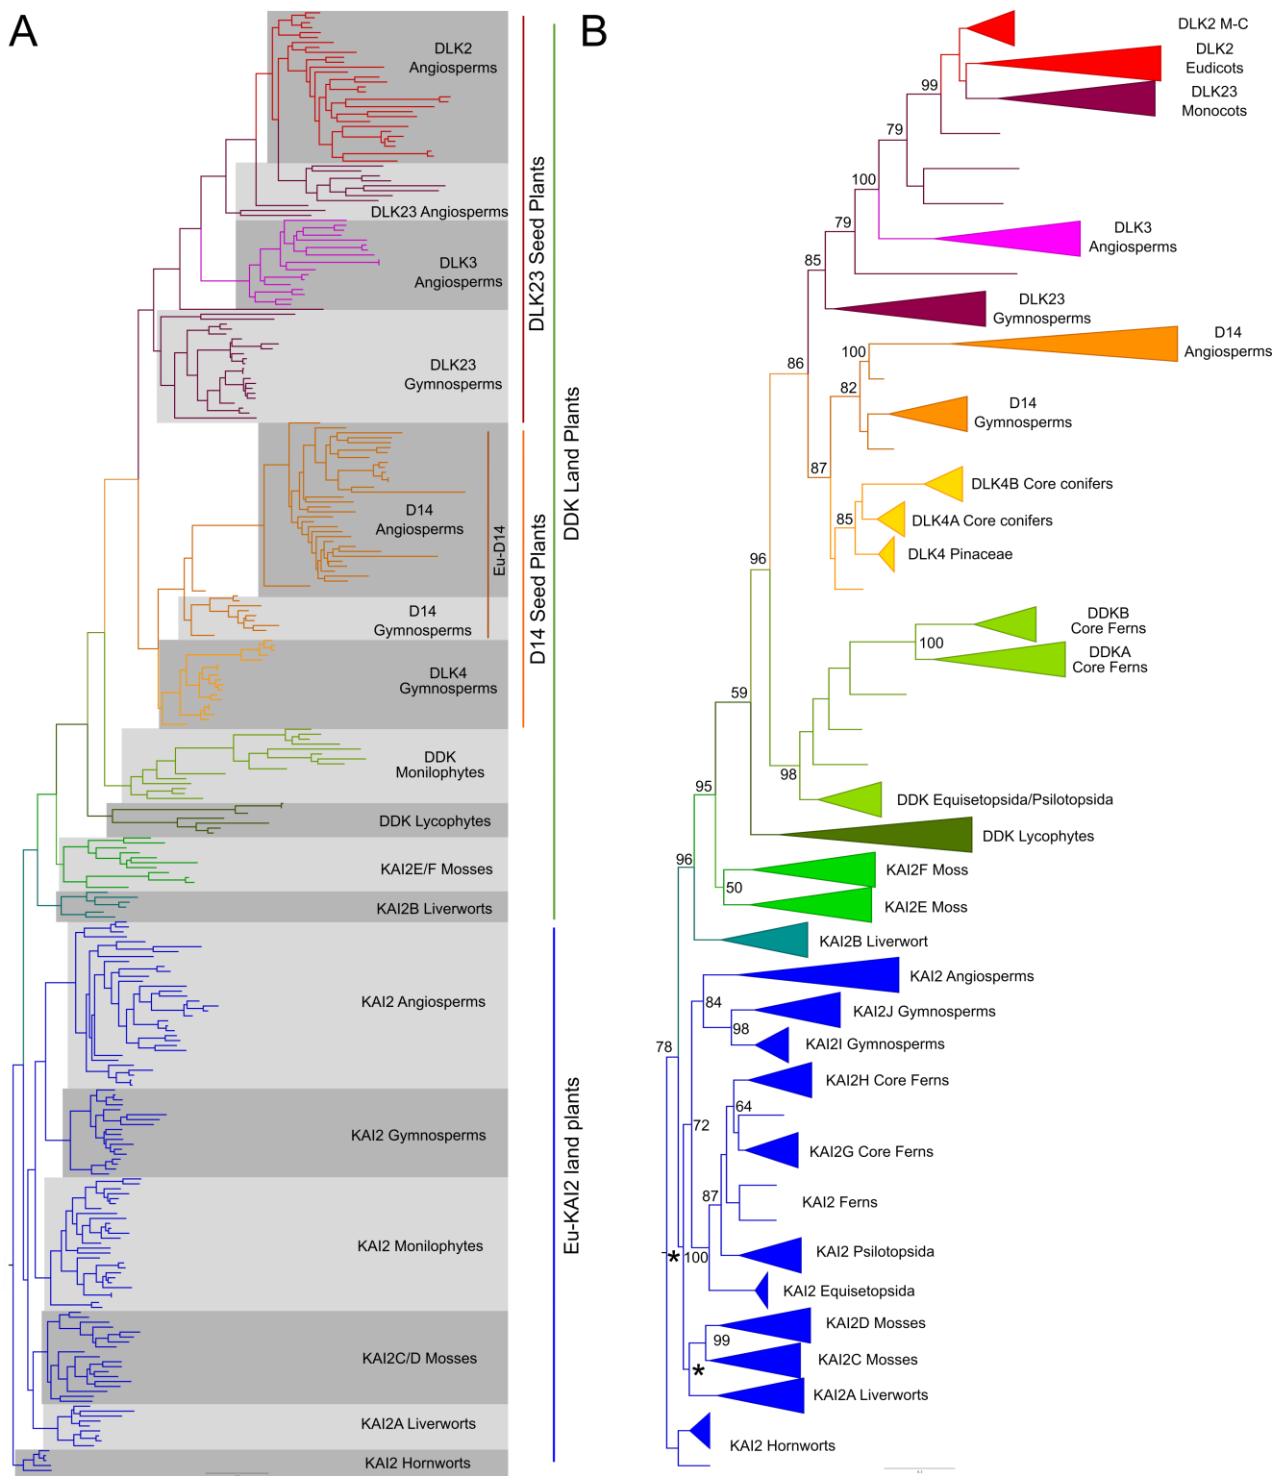 A
DLK2
Angiosperms
DLK23 Angiosperms
DLK3
Angiosperms
DLK23
Gymnosperms
D14
Angiosperms
D14
Gymnosperms
DLK4
Gymnosperms
DDK
Monilophytes
DDK Lycophytes
KAI2E/F Mosses
KAI2B Liverworts
KAI2 Angiosperms
KAI2 Gymnosperms
KAI2 Monilophytes
KAI2C/D Mosses
KAI2A Liverworts
KAI2 Hornworts
Eu-D14
DLK23 Seed Plants
D14 Seed Plants
DDK Land Plants
Eu-KAI2 land plants
B
DLK2 M-C
DLK2
Eudicots
99
DLK23
Monocots
79
100
79
DLK3
Angiosperms
85
DLK23
Gymnosperms
D14
Angiosperms
100
86
82
D14
Gymnosperms
87
DLK4B Core conifers
85
DLK4A Core conifers
DLK4 Pinaceae
96
DDKB
Core Ferns
100
DDKA
Core Ferns
59
98
DDK Equisetopsida/Psilotopsida
95
DDK Lycophytes
96
KAI2F Moss
50
KAI2E Moss
KAI2B Liverwort
KAI2 Angiosperms
84
KAI2J Gymnosperms
98
KAI2I Gymnosperms
78
KAI2H Core Ferns
64
72
KAI2G Core Ferns
87
KAI2 Ferns
*
100
KAI2 Psilotopsida
KAI2 Equisetopsida
KAI2D Mosses
99
KAI2C Mosses
*
KAI2A Liverworts
KAI2 Hornworts